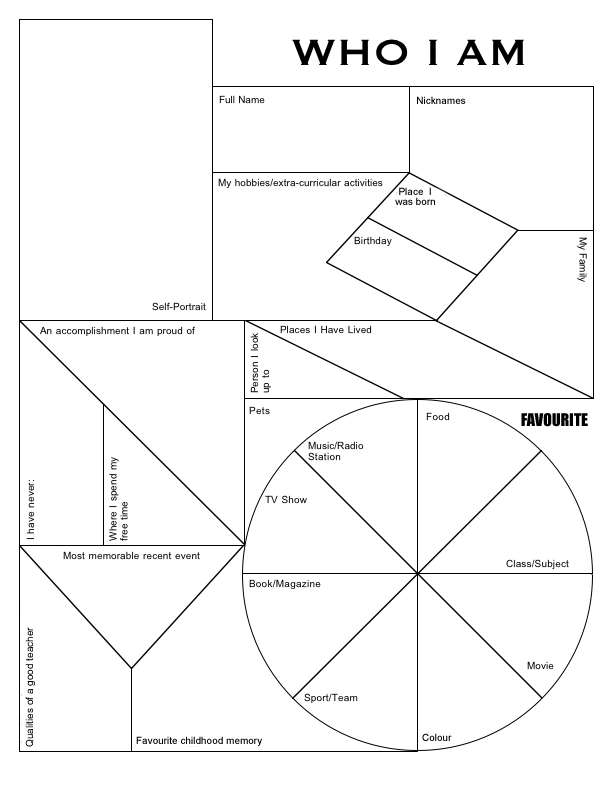 WHO I AM
Full Name
Nicknames
My hobbies/extra-curricular activities
Place I
was born
Birthday
My Family
Self-Portrait
An accomplishment I am proud of
Person I look
up to
Places I Have Lived
Pets
FAVOURITE
Food
Music/Radio
Station
TV Show
Class/Subject
Book/Magazine
Movie
Sport/Team
Colour
I have never:
Where I spend my
free time
Most memorable recent event
Qualities of a good teacher
Favourite childhood memory